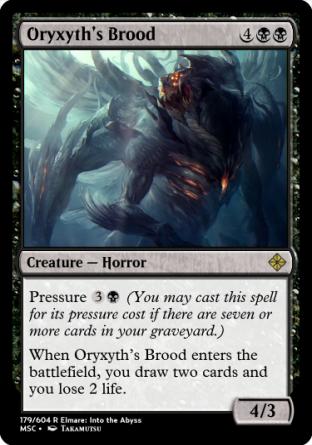 Oryxyth's Brood 4
Creature — Horror
Pressure 3 (You may cast this spell
for its pressure cost if there are seven or
more cards in your graveyard.)
When Oryxyth's Brood enters the
battlefield, you draw two cards and
you lose 2 life.
4/3
179/604 R Elmare: Into the Abyss
MSC • Takamutsu